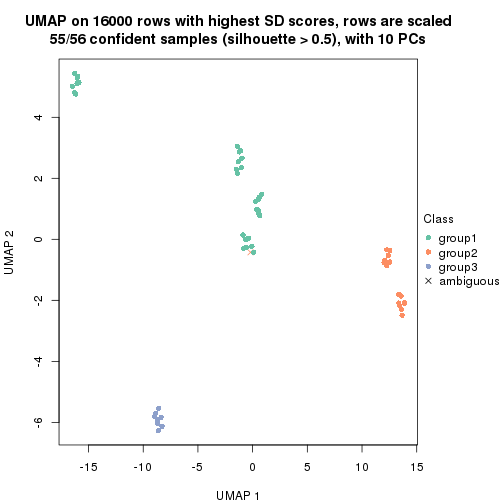 UMAP on 16000 rows with highest SD scores, rows are scaled
55/56 confident samples (silhouette > 0.5), with 10 PCs
4
2
0
-2
-4
-6
UMAP 2
-15
-10
-5
0
5
10
15
UMAP 1
Class
group1
group2
group3
ambiguous